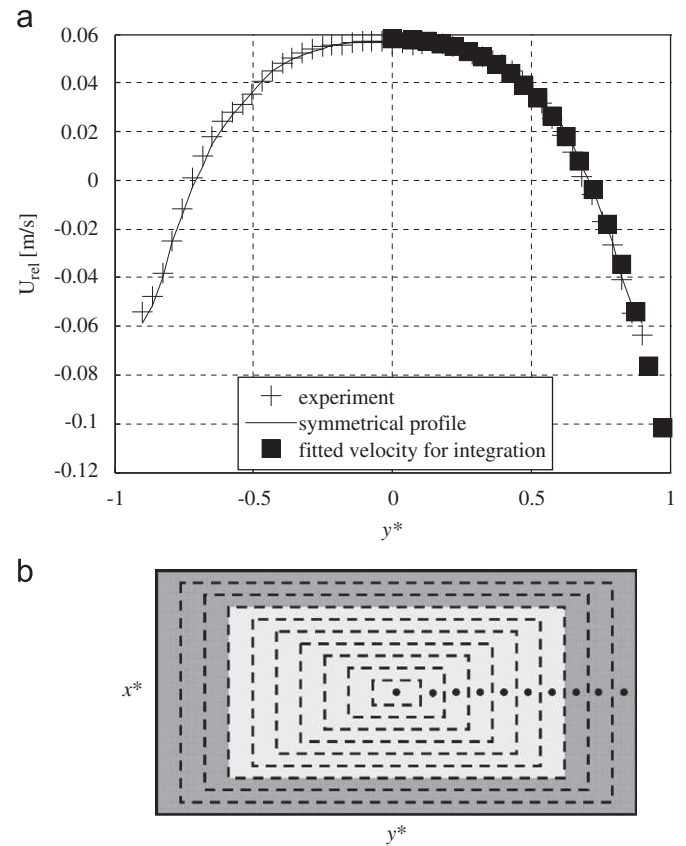 a
0.06
0.04
0.02
0
-0.02
-0.04
-0.06
-0.08
-0.1
-0.12
U_rel [m/s]
experiment
symmetrical profile
fitted velocity for integration
-1 -0.5 0 0.5 1
y*
b
x*
y*